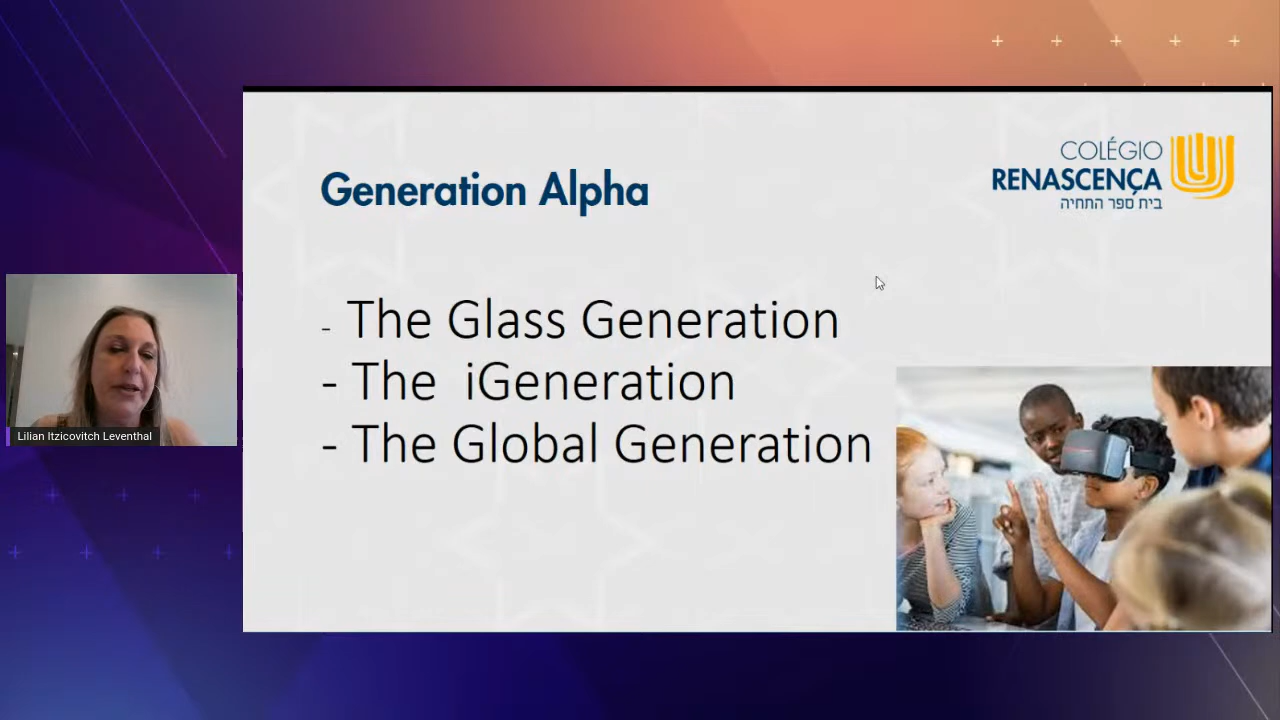 COLÉGIO
RENASCENÇA
בית ספר התחיה
Generation Alpha
- The Glass Generation
- The iGeneration
- The Global Generation
Lilian Itzicovitch Leventhal